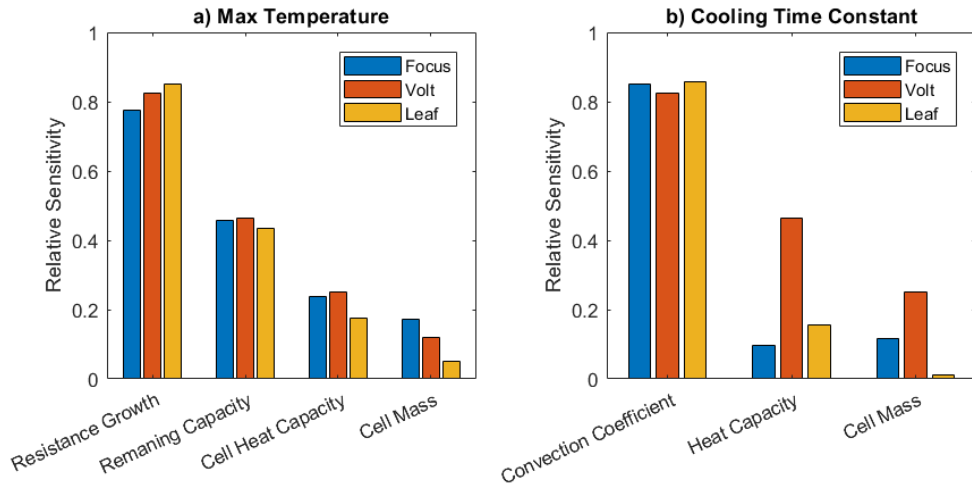 a) Max Temperature
1
0.8
0.6
0.4
0.2
0
Relative Sensitivity
Focus
Volt
Leaf
Resistance Growth
Remaning Capacity
Cell Heat Capacity
Cell Mass
b) Cooling Time Constant
1
0.8
0.6
0.4
0.2
0
Relative Sensitivity
Focus
Volt
Leaf
Convection Coefficient
Heat Capacity
Cell Mass